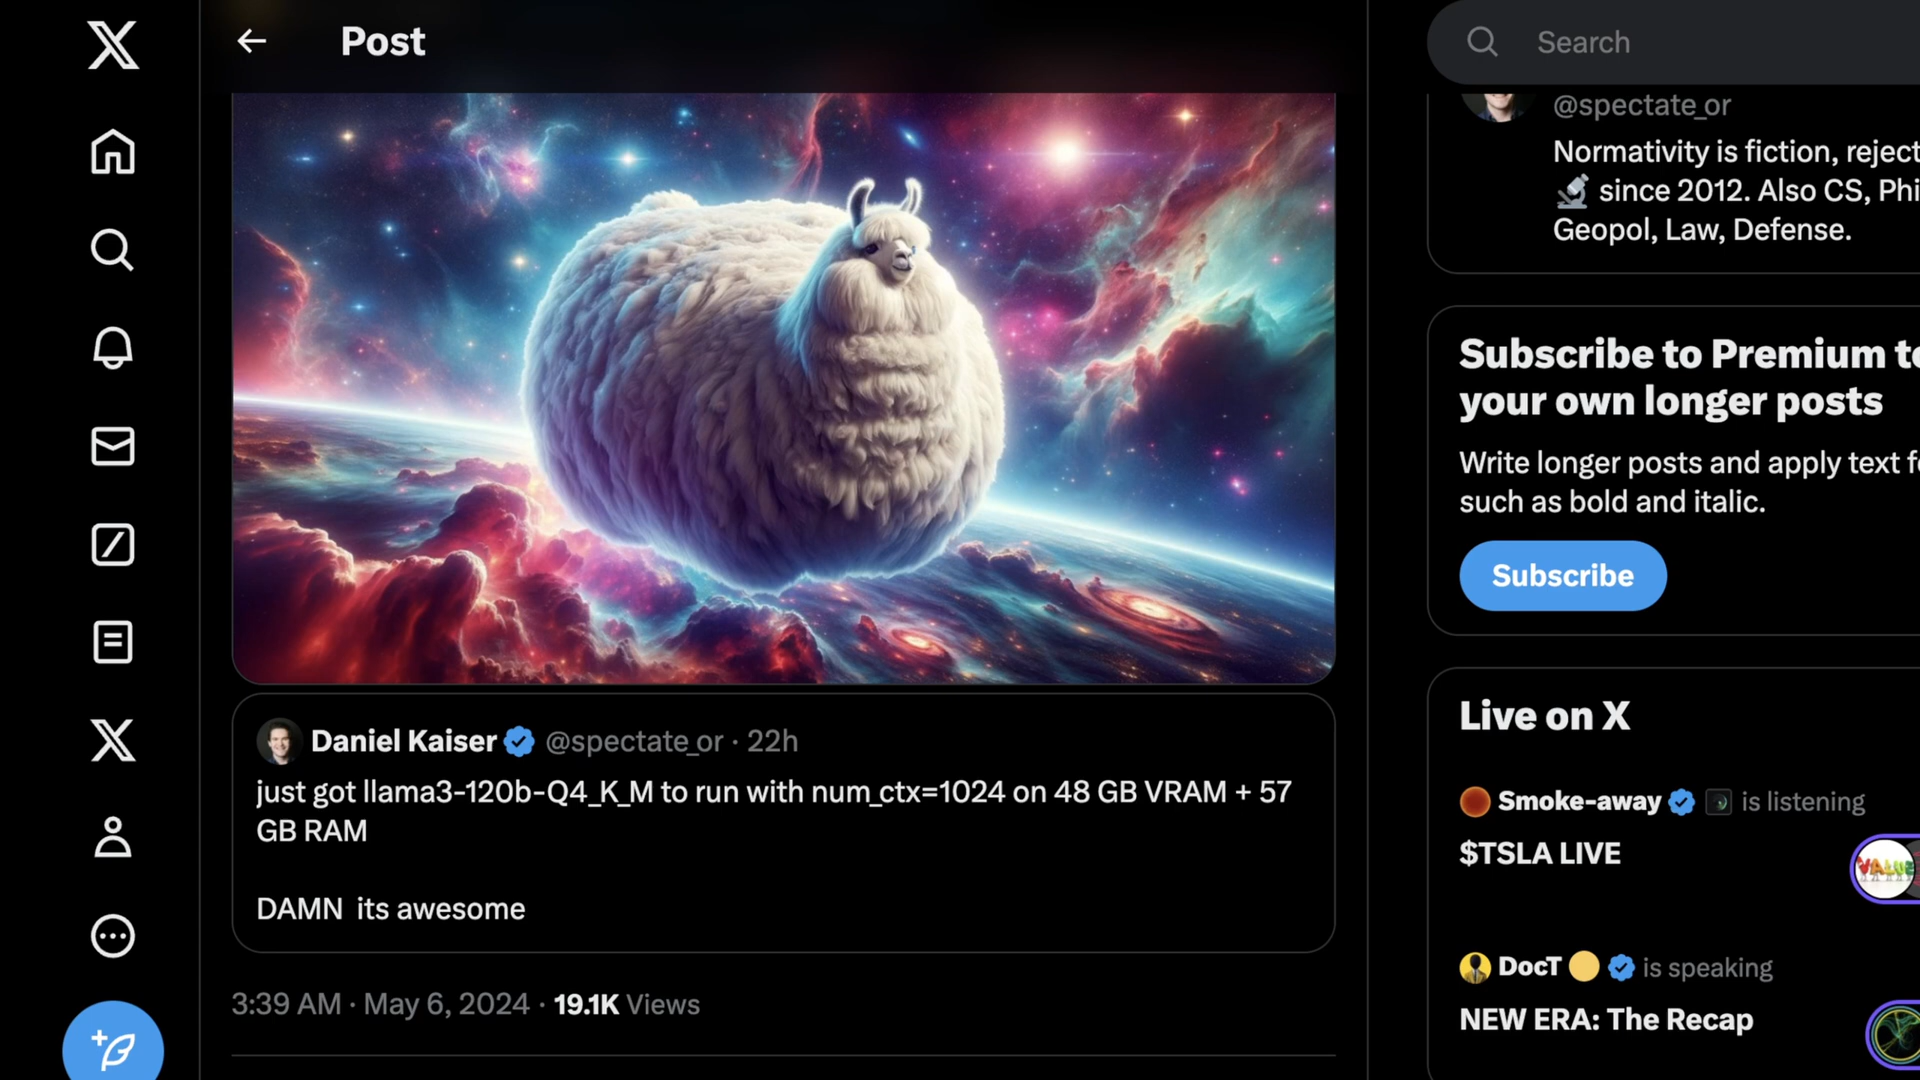 Post
Daniel Kaiser @spectate_or · 22h
just got llama3-120b-Q4_K_M to run with num_ctx=1024 on 48 GB VRAM + 57
GB RAM
DAMN its awesome
3:39 AM · May 6, 2024 · 19.1K Views
Search
@spectate_or
Normativity is fiction, reject
since 2012. Also CS, Phi
Geopol, Law, Defense.
Subscribe to Premium to
your own longer posts
Write longer posts and apply text fo
such as bold and italic.
Subscribe
Live on X
Smoke-away is listening
$TSLA LIVE
VALUE
DocT is speaking
NEW ERA: The Recap